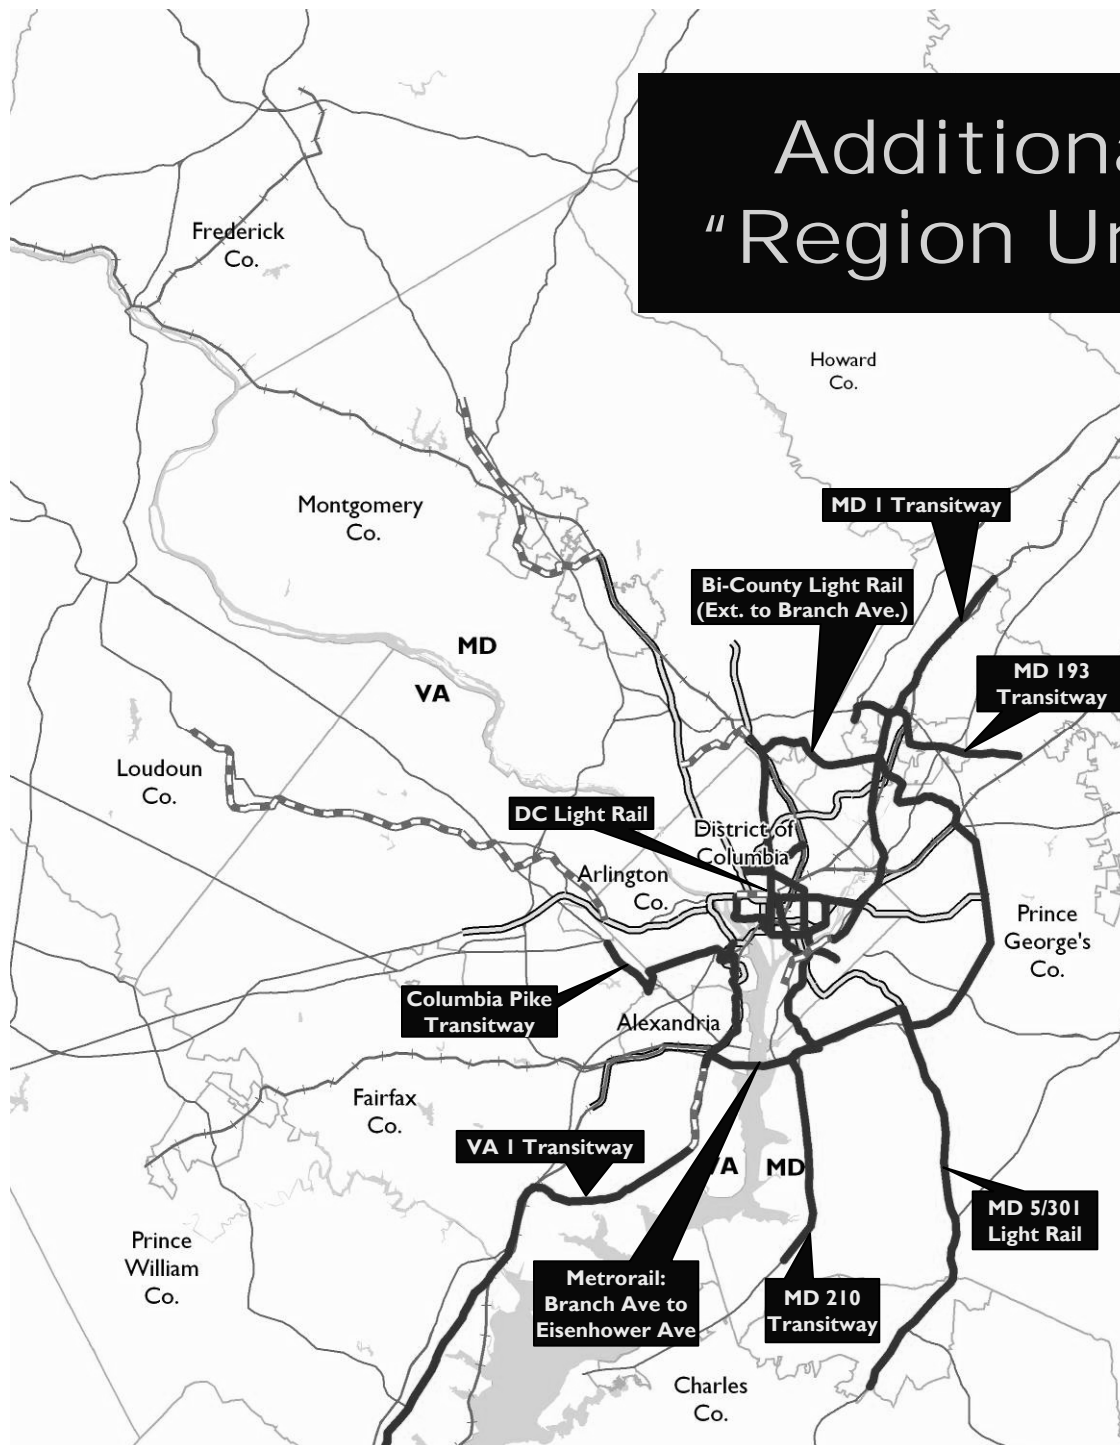 Additiona
“Region Un
Frederick
Co.
Howard
Co.
Montgomery
Co.
MD 1 Transitway
Bi-County Light Rail
(Ext. to Branch Ave.)
MD
VA
MD 193
Transitway
Loudoun
Co.
DC Light Rail
District of
Columbia
Arlington
Co.
Prince
George's
Co.
Columbia Pike
Transitway
Alexandria
Fairfax
Co.
VA 1 Transitway
VA MD
MD 5/301
Light Rail
Prince
William
Co.
Metrorail:
Branch Ave to
Eisenhower Ave
MD 210
Transitway
Charles
Co.